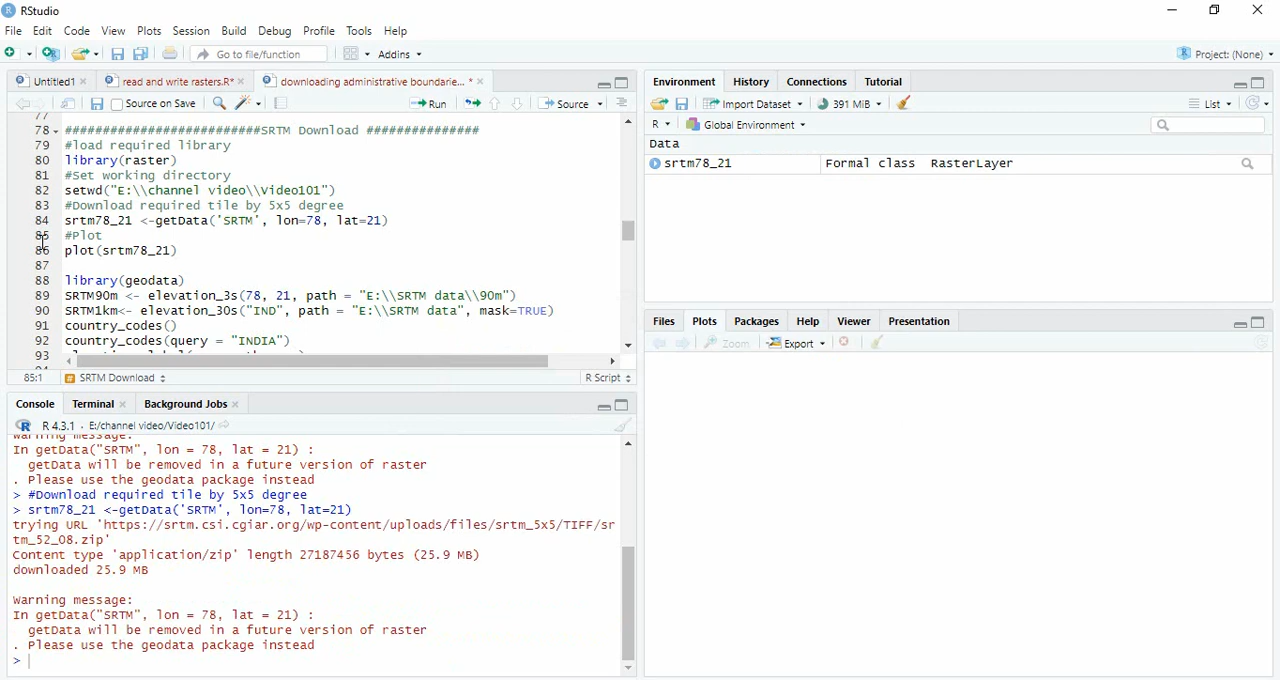 RStudio
File Edit Code View Plots Session Build Debug Profile Tools Help
Go to file/function Addins Project: (None)
Untitled1 read and write rasters.R* downloading administrative boundarie... *
Source on Save Run Source
77
78 ##########################SRTM Download ###############
79 #load required library
80 library(raster)
81 #Set working directory
82 setwd("E:\\channel video\\Video101")
83 #Download required tile by 5x5 degree
84 srtm78_21 <-getData('SRTM', lon=78, lat=21)
85 #Plot
86 plot(srtm78_21)
87
88 library(geodata)
89 SRTM90m <- elevation_3s(78, 21, path = "E:\\SRTM data\\90m")
90 SRTM1km<- elevation_30s("IND", path = "E:\\SRTM data", mask=TRUE)
91 country_codes()
92 country_codes(query = "INDIA")
93
85:1 SRTM Download R Script
Console Terminal Background Jobs
R 4.3.1 · E:/channel video/Video101/
Warning message:
In getData("SRTM", lon = 78, lat = 21) :
getData will be removed in a future version of raster
. Please use the geodata package instead
> #Download required tile by 5x5 degree
> srtm78_21 <-getData('SRTM', lon=78, lat=21)
trying URL 'https://srtm.csi.cgiar.org/wp-content/uploads/files/srtm_5x5/TIFF/sr
tm_52_08.zip'
Content type 'application/zip' length 27187456 bytes (25.9 MB)
downloaded 25.9 MB
Warning message:
In getData("SRTM", lon = 78, lat = 21) :
getData will be removed in a future version of raster
. Please use the geodata package instead
>
Environment History Connections Tutorial
Import Dataset 391 MiB List
R Global Environment
Data
srtm78_21 Formal class RasterLayer
Files Plots Packages Help Viewer Presentation
Zoom Export